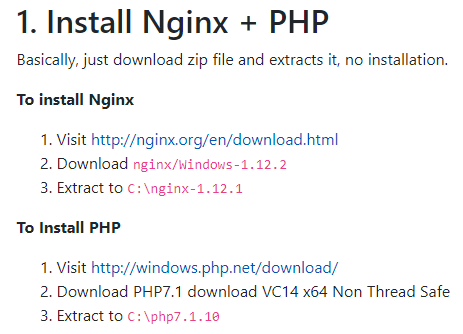 1. Install Nginx + PHP
Basically, just download zip file and extracts it, no installation.
To install Nginx
1. Visit http://nginx.org/en/download.html
2. Download nginx/Windows-1.12.2
3. Extract to C:\nginx-1.12.1
To Install PHP
1. Visit http://windows.php.net/download/
2. Download PHP7.1 download VC14 x64 Non Thread Safe
3. Extract to C:\php7.1.10